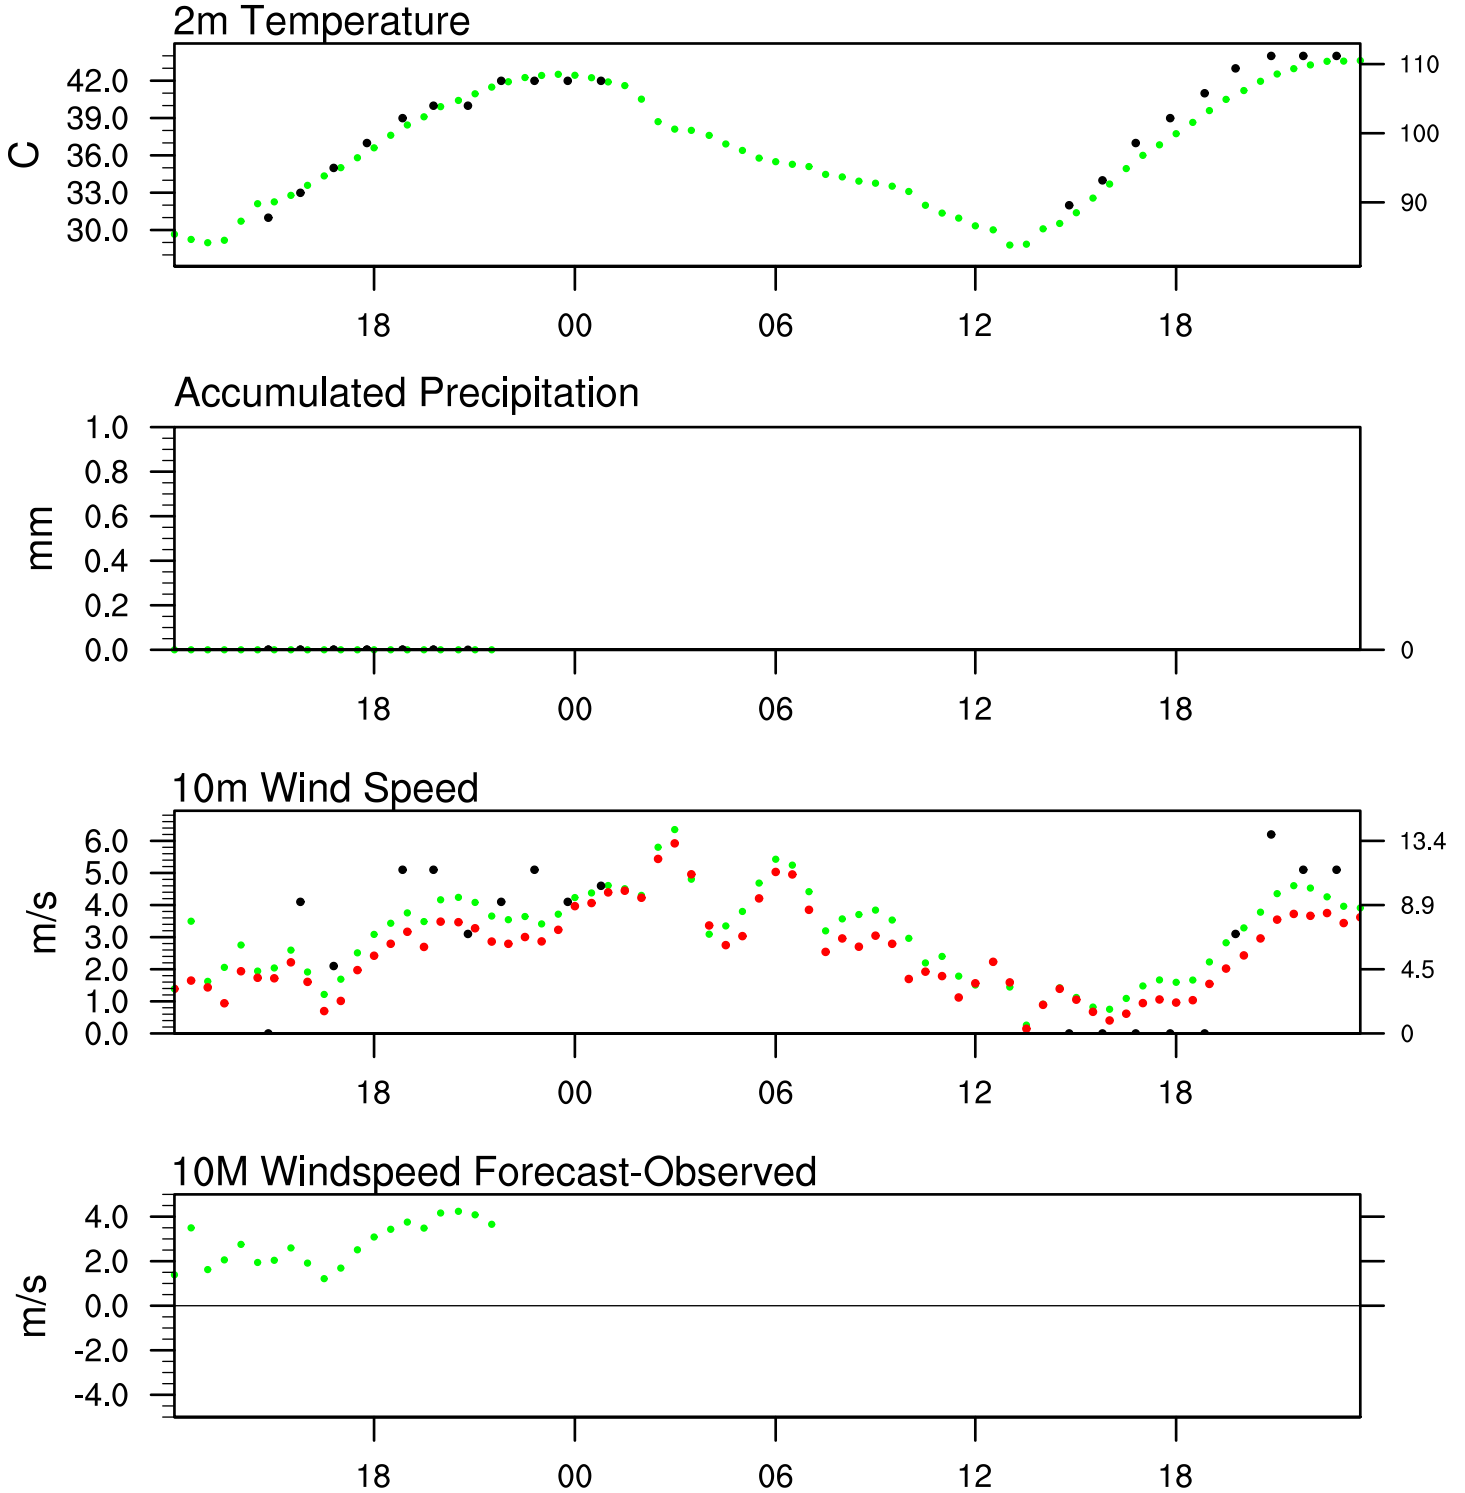 2m Temperature
42.0
39.0
36.0
33.0
30.0
C
110
100
90
18 00 06 12 18
Accumulated Precipitation
1.0
0.8
0.6
0.4
0.2
0.0
mm
0
18 00 06 12 18
10m Wind Speed
6.0
5.0
4.0
3.0
2.0
1.0
0.0
m/s
13.4
8.9
4.5
0
18 00 06 12 18
10M Windspeed Forecast-Observed
4.0
2.0
0.0
-2.0
-4.0
m/s
18 00 06 12 18